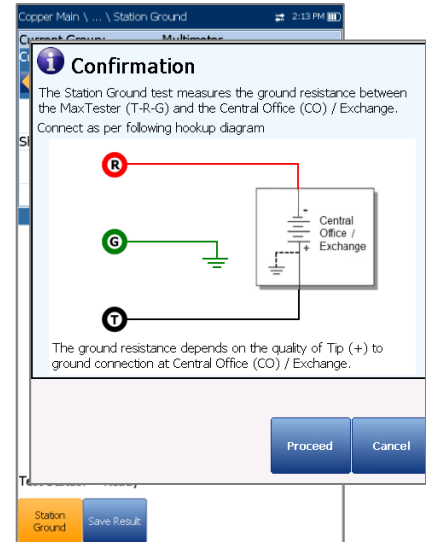 Copper Main \ ... \ Station Ground
2:13 PM
Current Group: Multimeter
Confirmation
The Station Ground test measures the ground resistance between
the MaxTester (T-R-G) and the Central Office (CO) / Exchange.
Connect as per following hookup diagram
R
-
Central
Office /
Exchange
G
+
T
The ground resistance depends on the quality of Tip (+) to
ground connection at Central Office (CO) / Exchange.
Proceed
Cancel
Station
Ground
Save Result